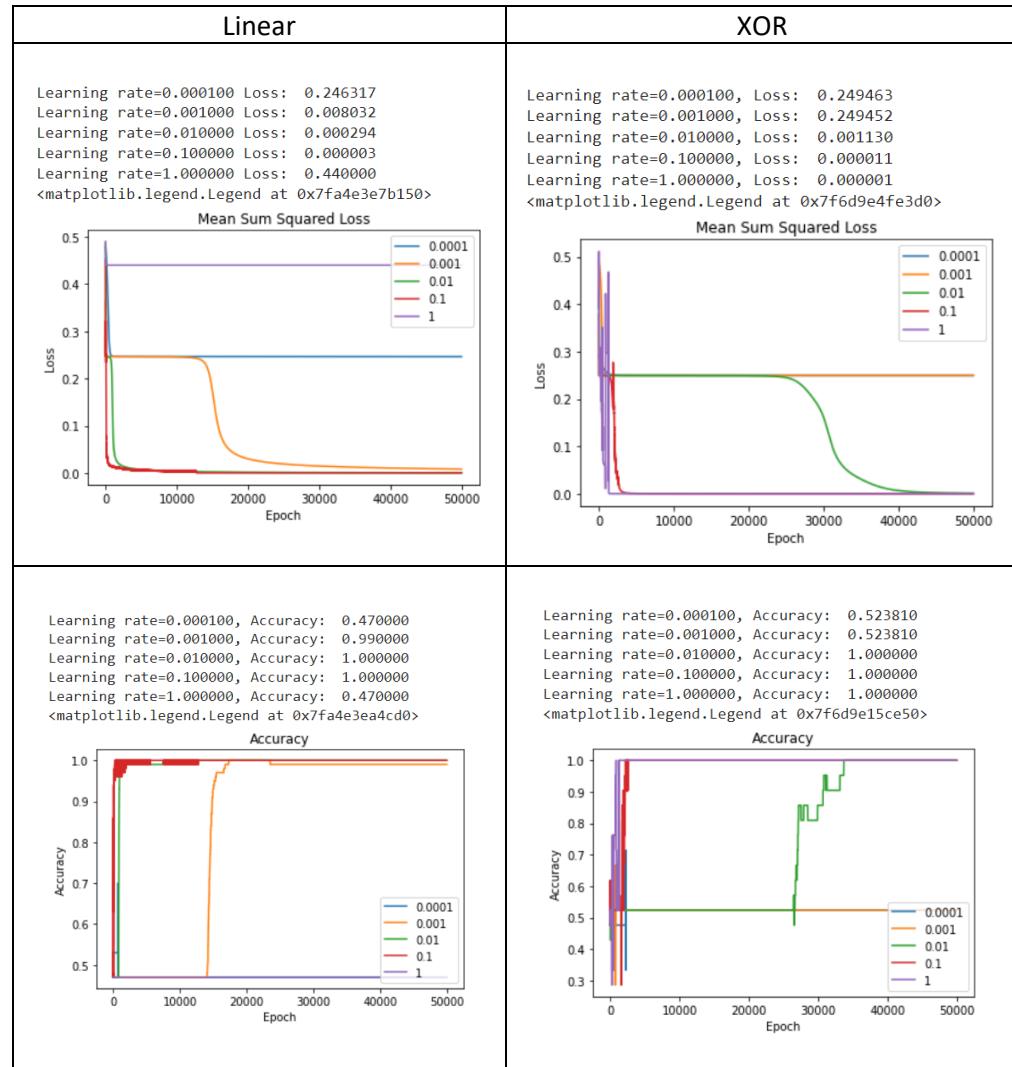 Linear
XOR
Learning rate=0.000100 Loss:  0.246317
Learning rate=0.001000 Loss:  0.008032
Learning rate=0.010000 Loss:  0.000294
Learning rate=0.100000 Loss:  0.000003
Learning rate=1.000000 Loss:  0.440000
<matplotlib.legend.Legend at 0x7fa4e3e7b150>
Mean Sum Squared Loss
0.5
0.4
0.3
0.2
0.1
0.0
Loss
0.0001
0.001
0.01
0.1
1
0
10000
20000
30000
40000
50000
Epoch
Learning rate=0.000100, Loss:  0.249463
Learning rate=0.001000, Loss:  0.249452
Learning rate=0.010000, Loss:  0.001130
Learning rate=0.100000, Loss:  0.000011
Learning rate=1.000000, Loss:  0.000001
<matplotlib.legend.Legend at 0x7f6d9e4fe3d0>
Mean Sum Squared Loss
0.5
0.4
0.3
0.2
0.1
0.0
Loss
0.0001
0.001
0.01
0.1
1
0
10000
20000
30000
40000
50000
Epoch
Learning rate=0.000100, Accuracy:  0.470000
Learning rate=0.001000, Accuracy:  0.990000
Learning rate=0.010000, Accuracy:  1.000000
Learning rate=0.100000, Accuracy:  1.000000
Learning rate=1.000000, Accuracy:  0.470000
<matplotlib.legend.Legend at 0x7fa4e3ea4cd0>
Accuracy
1.0
0.9
0.8
0.7
0.6
0.5
Accuracy
0.0001
0.001
0.01
0.1
1
0
10000
20000
30000
40000
50000
Epoch
Learning rate=0.000100, Accuracy:  0.523810
Learning rate=0.001000, Accuracy:  0.523810
Learning rate=0.010000, Accuracy:  1.000000
Learning rate=0.100000, Accuracy:  1.000000
Learning rate=1.000000, Accuracy:  1.000000
<matplotlib.legend.Legend at 0x7f6d9e15ce50>
Accuracy
1.0
0.9
0.8
0.7
0.6
0.5
0.4
0.3
Accuracy
0.0001
0.001
0.01
0.1
1
0
10000
20000
30000
40000
50000
Epoch